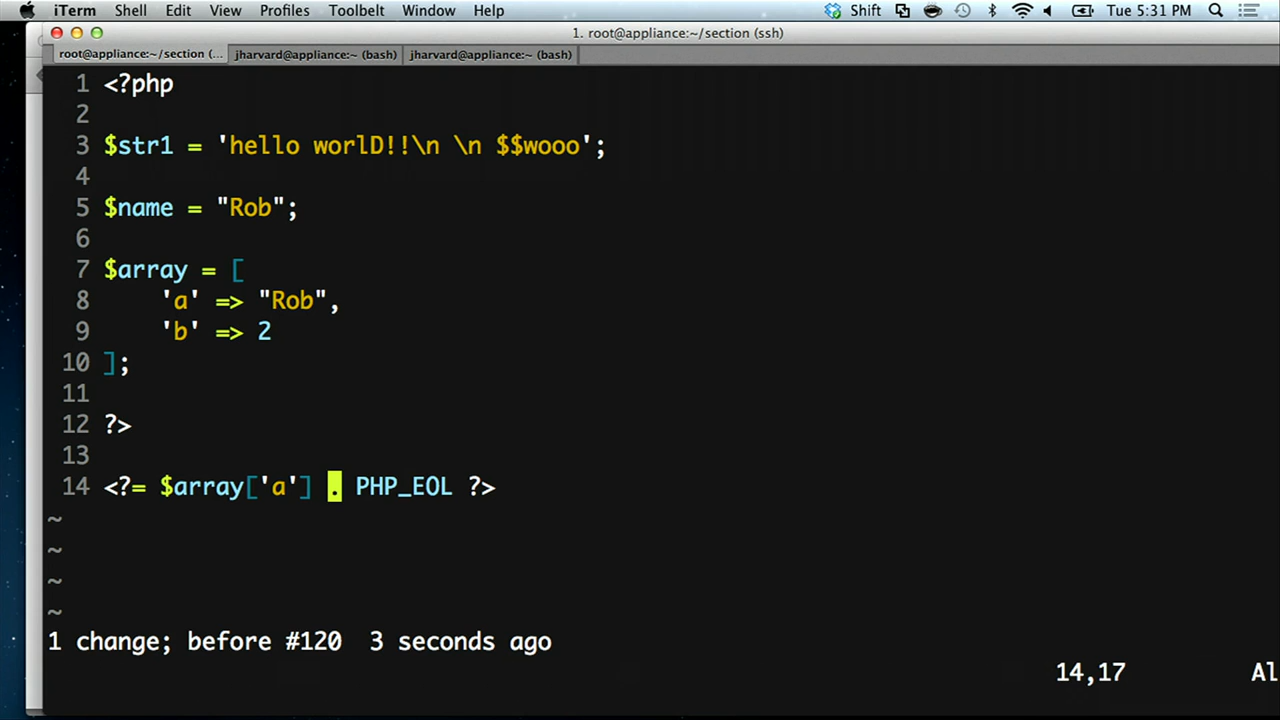 iTerm Shell Edit View Profiles Toolbelt Window Help Shift Tue 5:31 PM
1. root@appliance:~/section (ssh)
root@appliance:~/section (... jharvard@appliance:~ (bash) jharvard@appliance:~ (bash)
1 <?php
2
3 $str1 = 'hello worlD!!\n \n $$wooo';
4
5 $name = "Rob";
6
7 $array = [
8     'a' => "Rob",
9     'b' => 2
10 ];
11
12 ?>
13
14 <?= $array['a'] . PHP_EOL ?>
~
~
~
~
1 change; before #120  3 seconds ago
14,17 Al